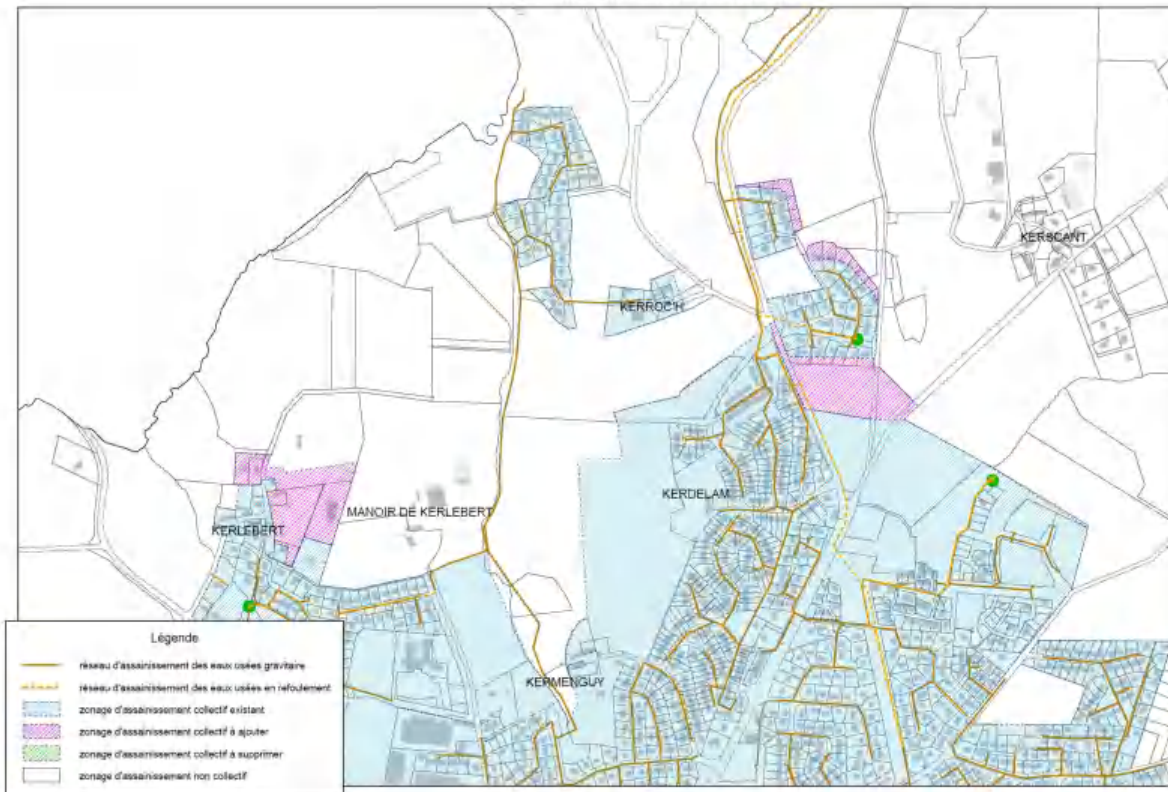 KERSCANT
KERROC'H
KERDELAM
MANOIR DE KERLEBERT
KERLEBERT
KERMENGUY
Légende
réseau d'assainissement des eaux usées gravitaire
réseau d'assainissement des eaux usées en refoulement
zonage d'assainissement collectif existant
zonage d'assainissement collectif à ajouter
zonage d'assainissement collectif à supprimer
zonage d'assainissement non collectif